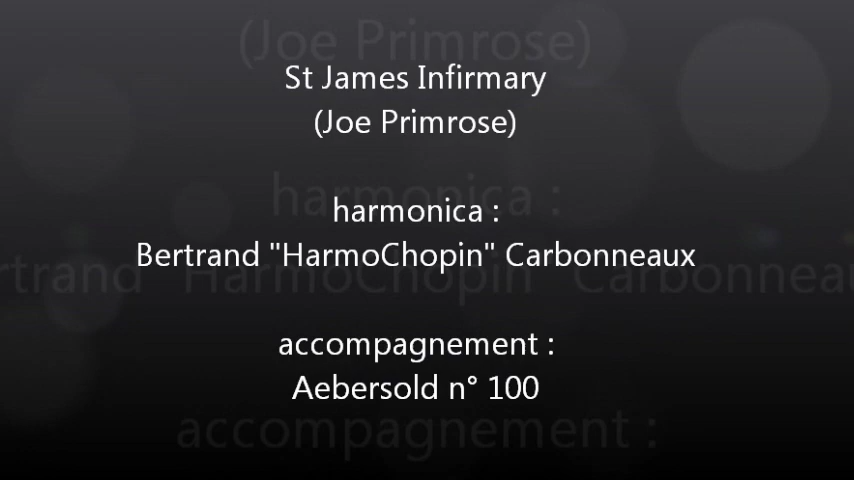 St James Infirmary
(Joe Primrose)
harmonica :
Bertrand "HarmoChopin" Carbonneaux
accompagnement :
Aebersold n° 100